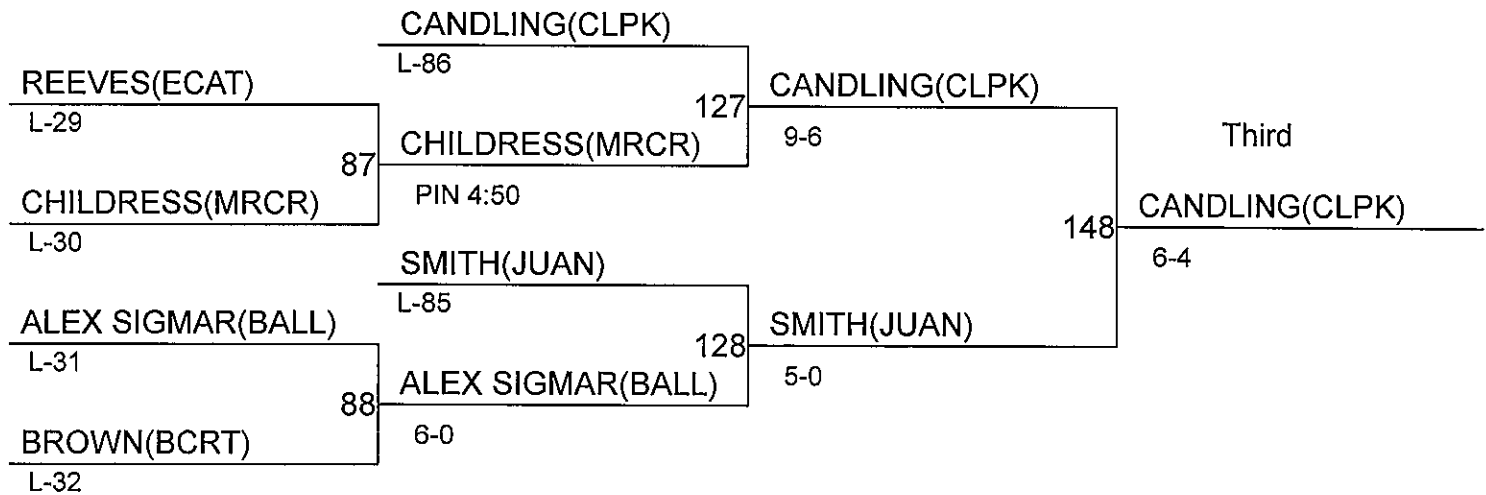 CANDLING(CLPK)
L-86
REEVES(ECAT)
L-29
127
CANDLING(CLPK)
9-6
Third
87
CHILDRESS(MRCR)
PIN 4:50
CHILDRESS(MRCR)
L-30
148
CANDLING(CLPK)
6-4
SMITH(JUAN)
L-85
ALEX SIGMAR(BALL)
L-31
128
SMITH(JUAN)
5-0
88
ALEX SIGMAR(BALL)
6-0
BROWN(BCRT)
L-32